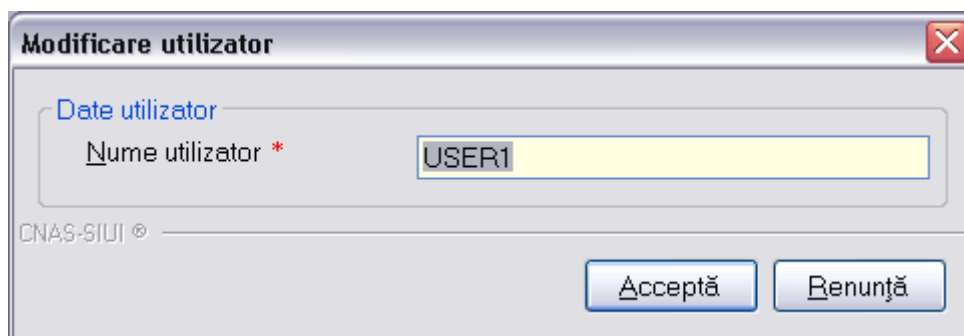 Modificare utilizator
Date utilizator
Nume utilizator * USER1
CNAS-SIUI ®
Acceptă Renunţă